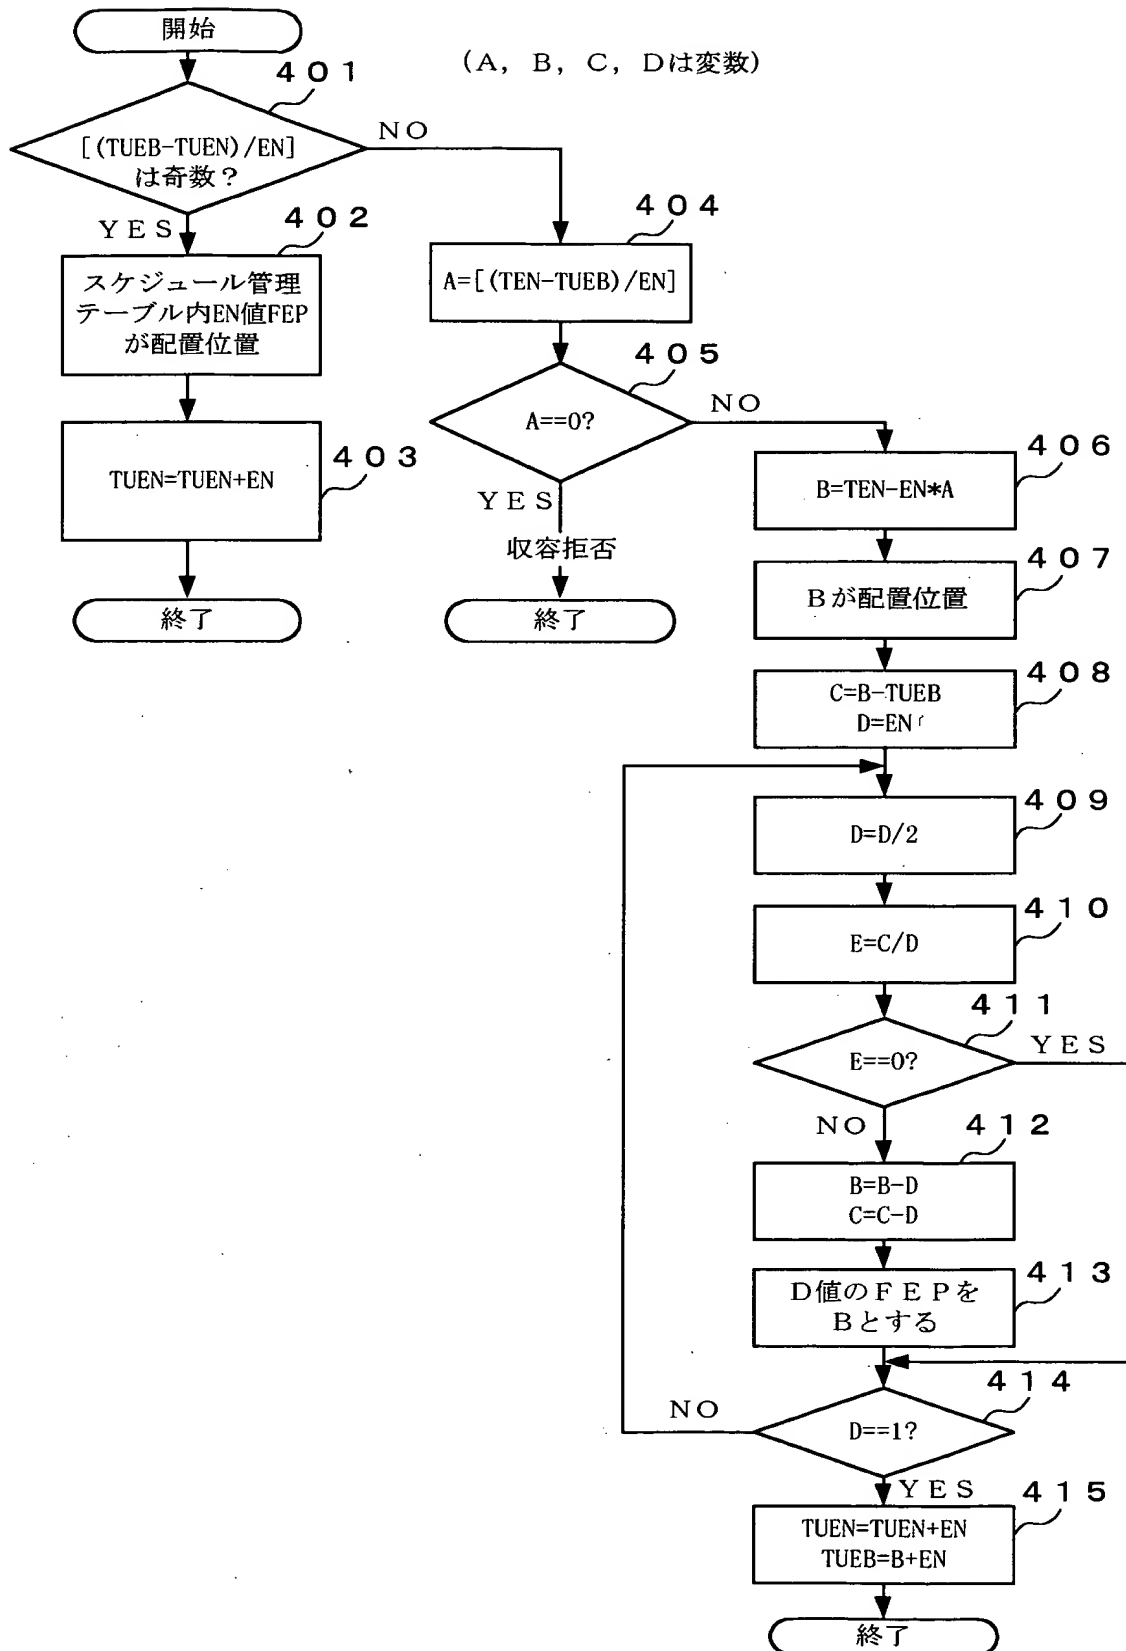 開始
(A, B, C, Dは変数)
401
[(TUEB-TUEN)/EN]
は奇数?
NO
YES
402
スケジュール管理
テーブル内EN値FEP
が配置位置
403
TUEN=TUEN+EN
終了
404
A=[(TEN-TUEB)/EN]
405
A==0?
NO
YES
収容拒否
終了
406
B=TEN-EN*A
407
Bが配置位置
408
C=B-TUEB
D=EN
409
D=D/2
410
E=C/D
411
E==0?
YES
NO
412
B=B-D
C=C-D
413
D値のFEPを
Bとする
414
D==1?
NO
YES
415
TUEN=TUEN+EN
TUEB=B+EN
終了